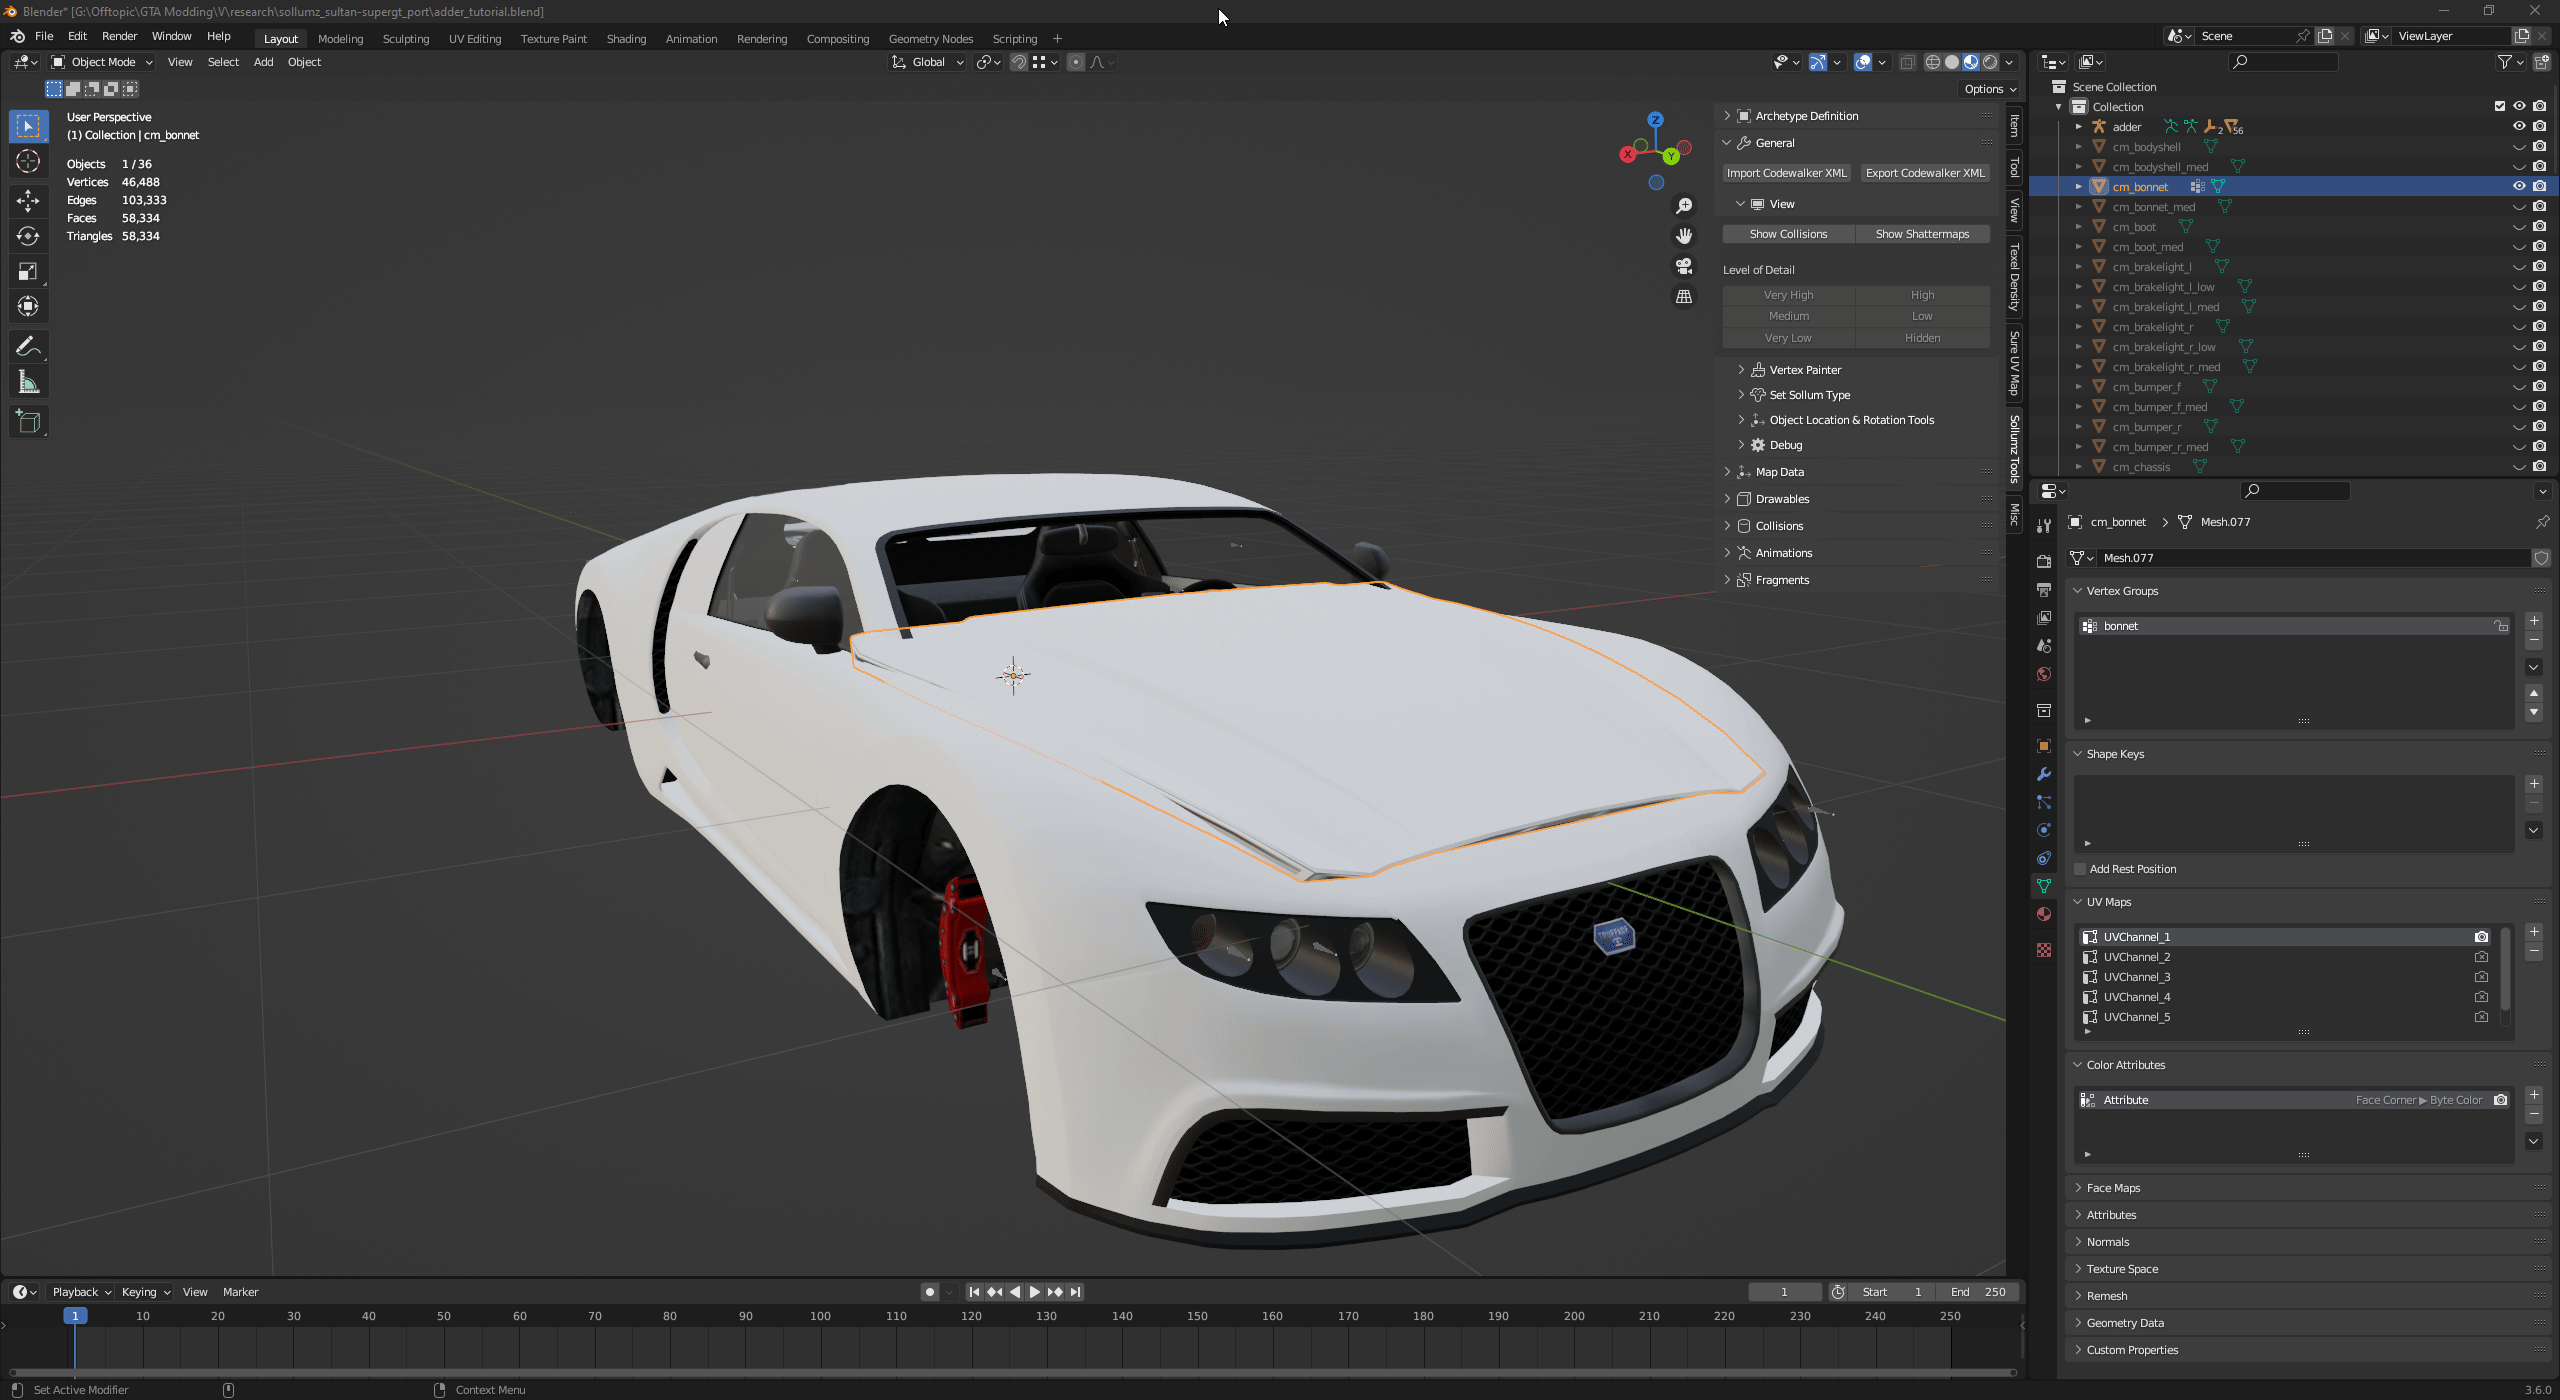 Blender* [G:\Offtopic\GTA Modding\V\research\sollumz_sultan-supergt_port\adder_tutorial.blend]
File Edit Render Window Help Layout Modeling Sculpting UV Editing Texture Paint Shading Animation Rendering Compositing Geometry Nodes Scripting + Scene ViewLayer
Object Mode View Select Add Object Global
Options
User Perspective
(1) Collection | cm_bonnet
Objects 1 / 36
Vertices 46,488
Edges 103,333
Faces 58,334
Triangles 58,334
Z
X
Y
Archetype Definition
General
Import Codewalker XML Export Codewalker XML
View
Show Collisions Show Shattermaps
Level of Detail
Very High High
Medium Low
Very Low Hidden
Vertex Painter
Set Sollum Type
Object Location & Rotation Tools
Debug
Map Data
Drawables
Collisions
Animations
Fragments
Item
Tool
View
Texel Density
Sure UV Map
Sollumz Tools
Misc
Scene Collection
Collection
adder 2 56
cm_bodyshell
cm_bodyshell_med
cm_bonnet
cm_bonnet_med
cm_boot
cm_boot_med
cm_brakelight_l
cm_brakelight_l_low
cm_brakelight_l_med
cm_brakelight_r
cm_brakelight_r_low
cm_brakelight_r_med
cm_bumper_f
cm_bumper_f_med
cm_bumper_r
cm_bumper_r_med
cm_chassis
cm_bonnet > Mesh.077
Mesh.077
Vertex Groups
bonnet
Shape Keys
Add Rest Position
UV Maps
UVChannel_1
UVChannel_2
UVChannel_3
UVChannel_4
UVChannel_5
Color Attributes
Attribute Face Corner ▶ Byte Color
Face Maps
Attributes
Normals
Texture Space
Remesh
Geometry Data
Custom Properties
TRUFFADE
Playback Keying View Marker 1 Start 1 End 250
1 10 20 30 40 50 60 70 80 90 100 110 120 130 140 150 160 170 180 190 200 210 220 230 240 250
Set Active Modifier Context Menu 3.6.0